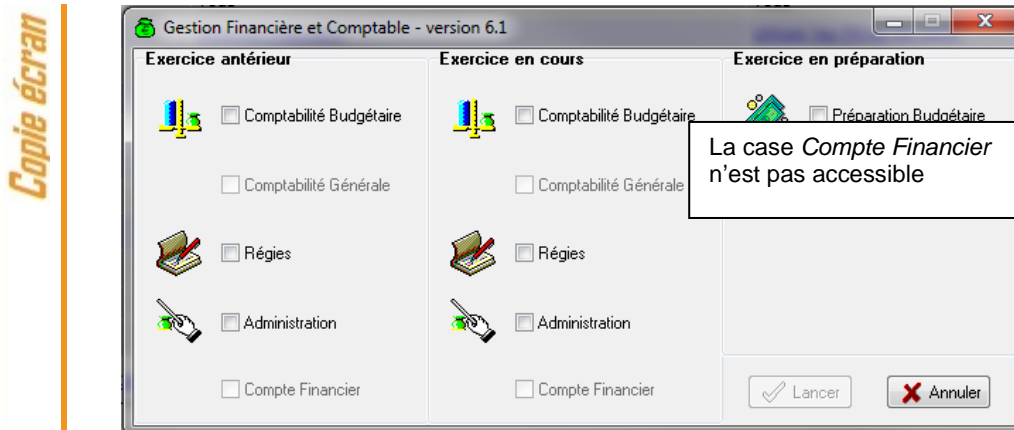 Copie écran
Gestion Financière et Comptable - version 6.1
Exercice antérieur
Comptabilité Budgétaire
Comptabilité Générale
Régies
Administration
Compte Financier
Exercice en cours
Comptabilité Budgétaire
Comptabilité Générale
Régies
Administration
Compte Financier
Exercice en préparation
Préparation Budgétaire
La case Compte Financier
n'est pas accessible
Lancer
Annuler